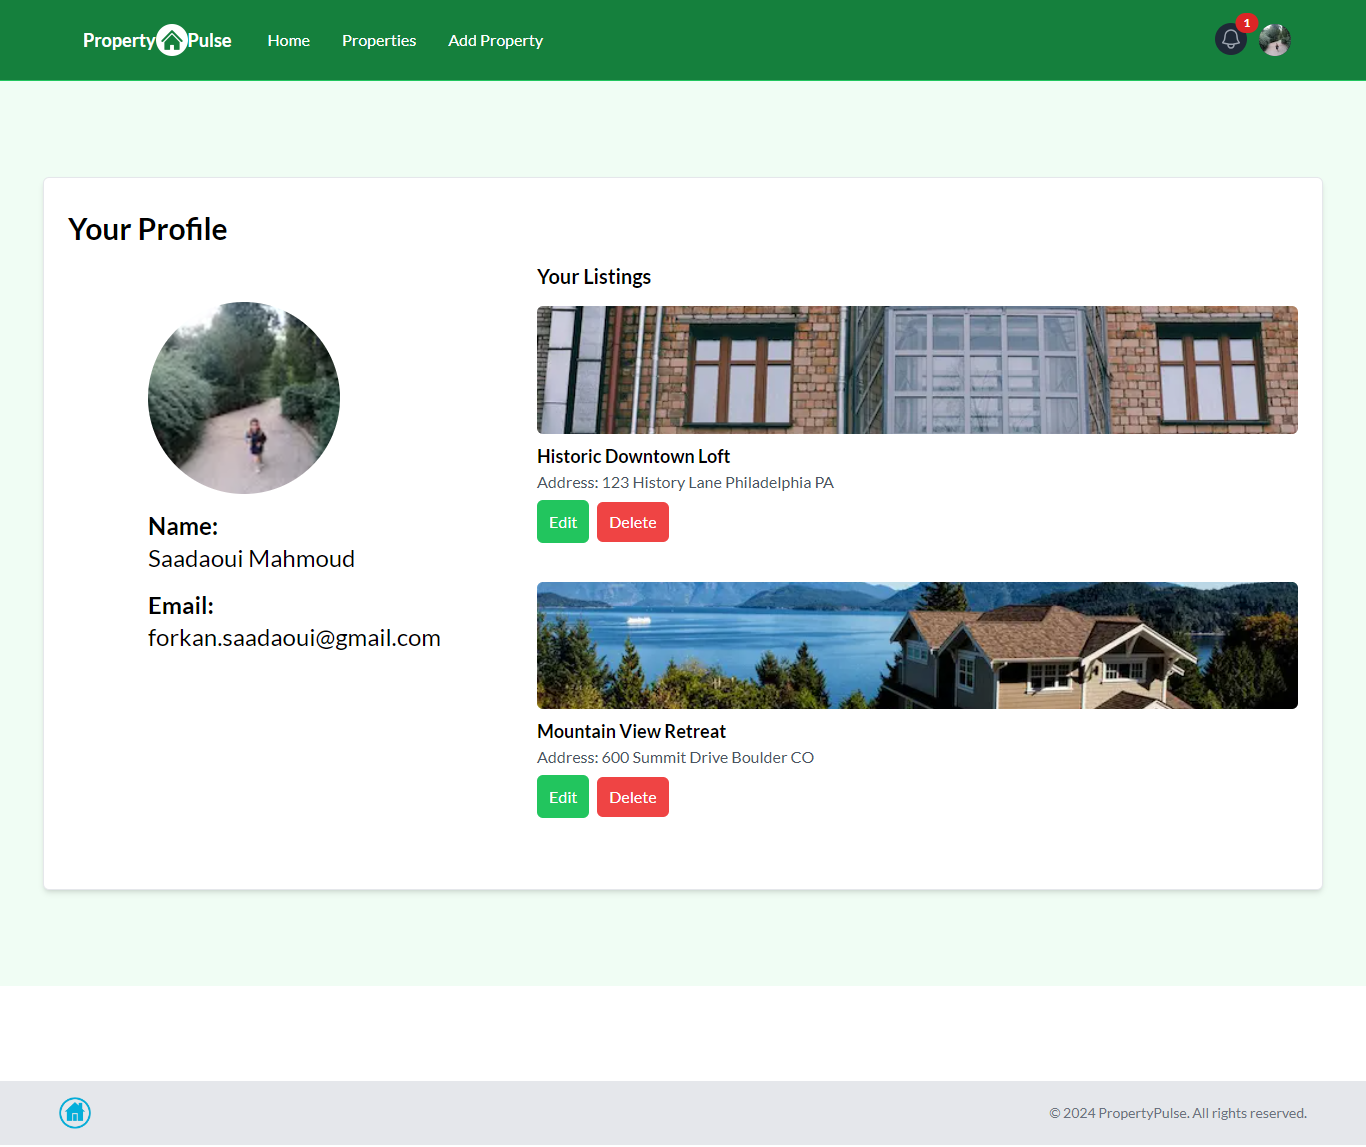 PropertyPulse
Home
Properties
Add Property
1
Your Profile
Name:
Saadaoui Mahmoud
Email:
forkan.saadaoui@gmail.com
Your Listings
Historic Downtown Loft
Address: 123 History Lane Philadelphia PA
Edit
Delete
Mountain View Retreat
Address: 600 Summit Drive Boulder CO
Edit
Delete
© 2024 PropertyPulse. All rights reserved.